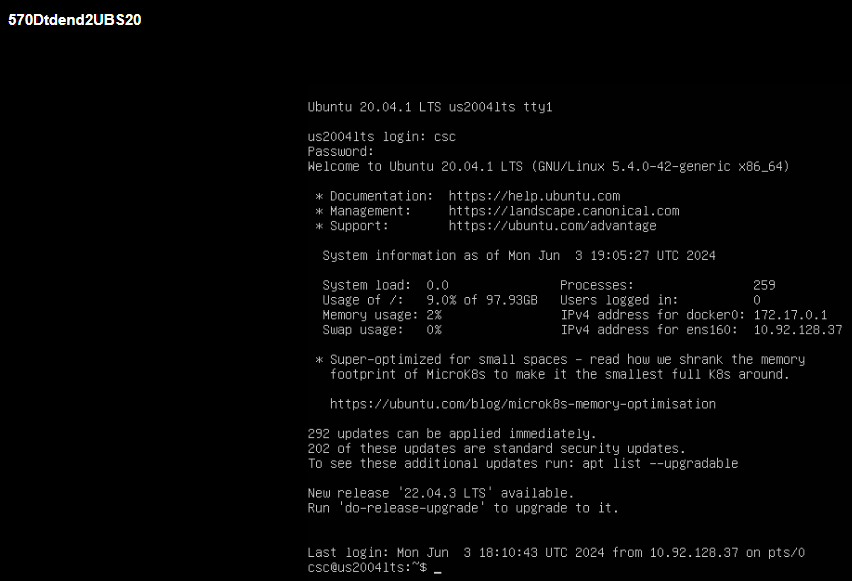 570Dtdend2UBS20
Ubuntu 20.04.1 LTS us2004lts tty1
us2004lts login: csc
Password:
Welcome to Ubuntu 20.04.1 LTS (GNU/Linux 5.4.0-42-generic x86_64)
* Documentation:  https://help.ubuntu.com
* Management:     https://landscape.canonical.com
* Support:        https://ubuntu.com/advantage
System information as of Mon Jun  3 19:05:27 UTC 2024
System load:  0.0               Processes:                259
Usage of /:   9.0% of 97.93GB   Users logged in:          0
Memory usage: 2%                IPv4 address for docker0: 172.17.0.1
Swap usage:   0%                IPv4 address for ens160:  10.92.128.37
* Super-optimized for small spaces - read how we shrank the memory
footprint of MicroK8s to make it the smallest full K8s around.
https://ubuntu.com/blog/microk8s-memory-optimisation
292 updates can be applied immediately.
202 of these updates are standard security updates.
To see these additional updates run: apt list --upgradable
New release '22.04.3 LTS' available.
Run 'do-release-upgrade' to upgrade to it.
Last login: Mon Jun  3 18:10:43 UTC 2024 from 10.92.128.37 on pts/0
csc@us2004lts:~$ _